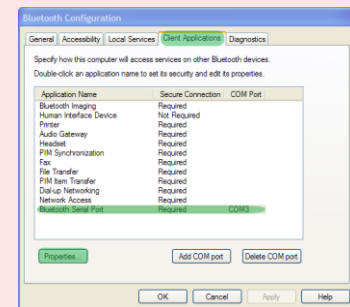 Bluetooth Configuration
General Accessibility Local Services Client Applications Diagnostics
Specify how this computer will access services on other Bluetooth devices.
Double-click an application name to set its security and edit its properties.
Application Name Secure Connection COM Port
Bluetooth Imaging Required
Human Interface Device Not Required
Printer Required
Audio Gateway Required
Headset Required
PIM Synchronization Required
Fax Required
File Transfer Required
PIM Item Transfer Required
Dial-up Networking Required
Network Access Required
Bluetooth Serial Port Required COM3
Properties... Add COM port Delete COM port
OK Cancel Apply Help